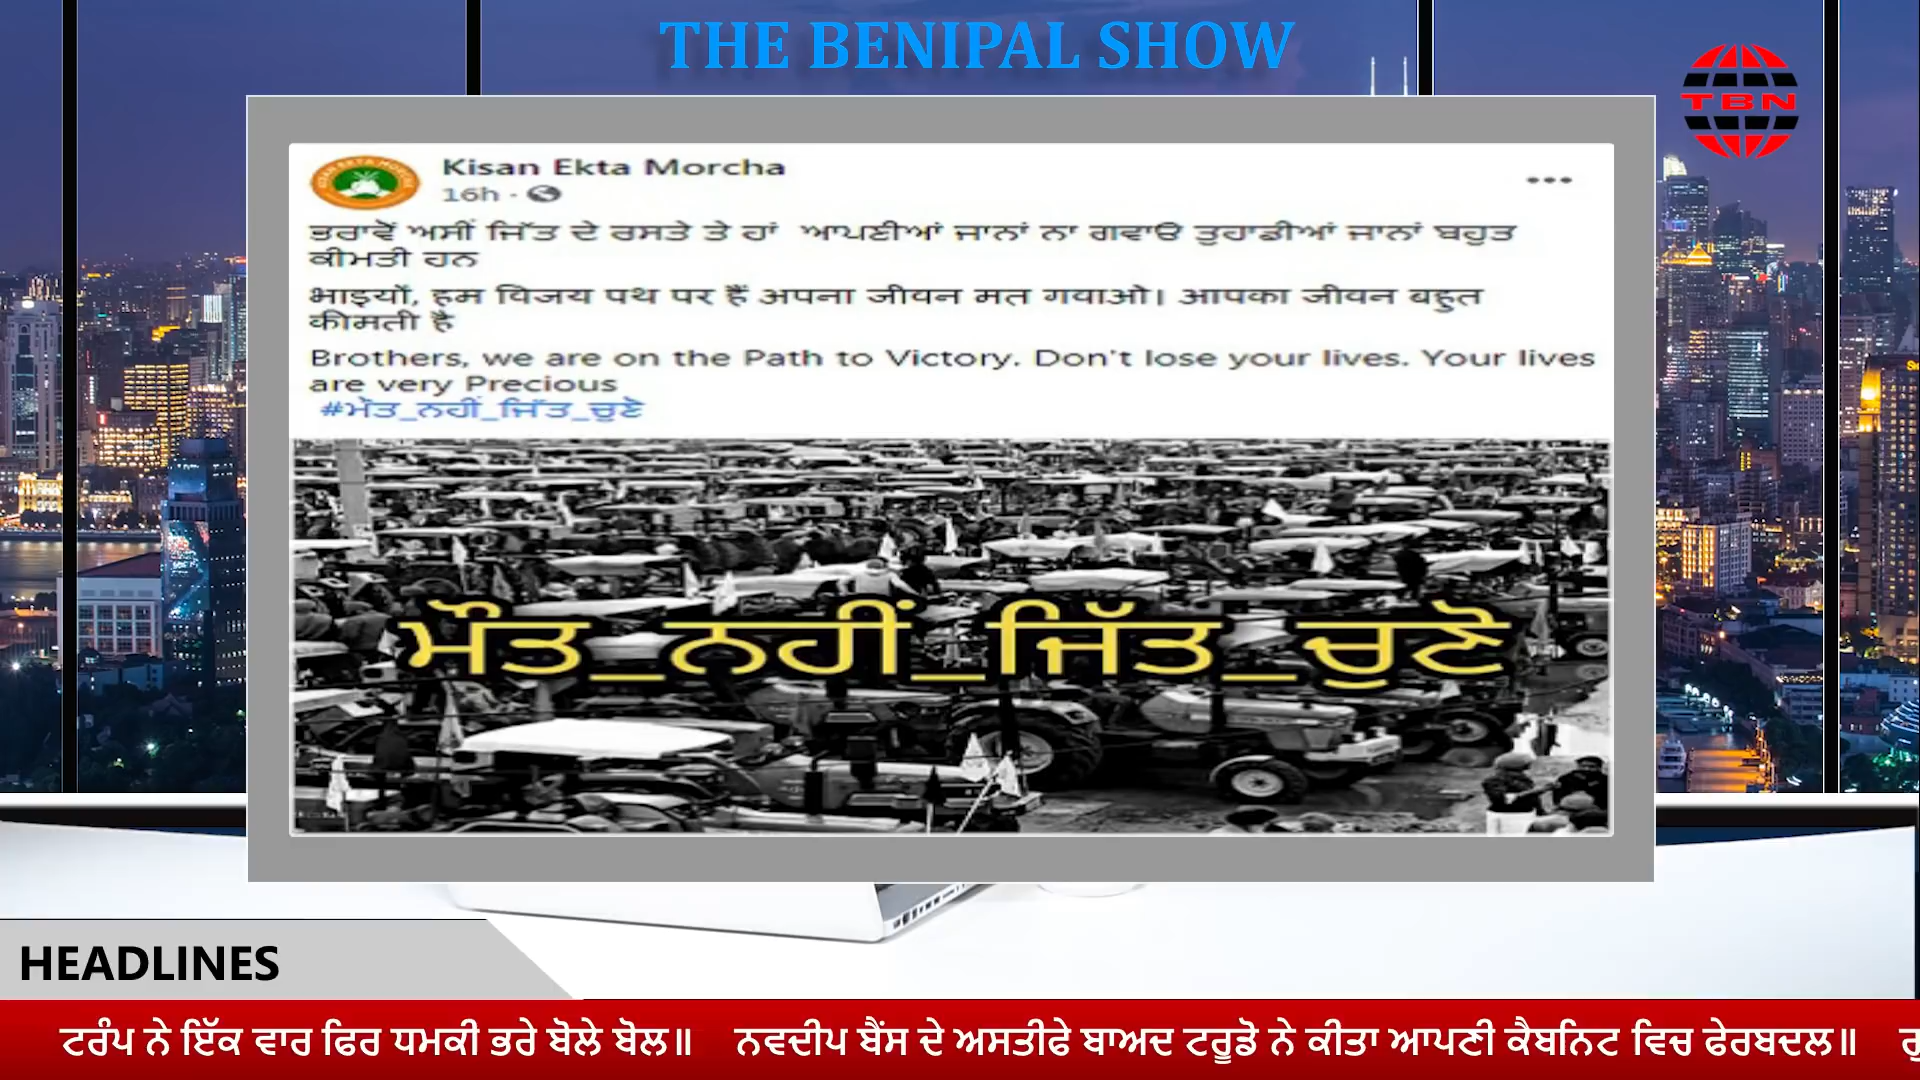 THE BENIPAL SHOW
TBN
Kisan Ekta Morcha
16h ·
ਭਰਾਵੋਂ ਅਸੀਂ ਜਿੱਤ ਦੇ ਰਸਤੇ ਤੇ ਹਾਂ ਆਪਣੀਆਂ ਜਾਨਾਂ ਨਾ ਗਵਾਓ ਤੁਹਾਡੀਆਂ ਜਾਨਾਂ ਬਹੁਤ
ਕੀਮਤੀ ਹਨ
भाइयों, हम विजय पथ पर हैं अपना जीवन मत गवाओ। आपका जीवन बहुत
कीमती है
Brothers, we are on the Path to Victory. Don't lose your lives. Your lives
are very Precious
#ਮੌਤ_ਨਹੀਂ_ਜਿੱਤ_ਚੁਣੋ
ਮੌਤ_ਨਹੀਂ_ਜਿੱਤ_ਚੁਣੋ
HEADLINES
ਟਰੰਪ ਨੇ ਇੱਕ ਵਾਰ ਫਿਰ ਧਮਕੀ ਭਰੇ ਬੋਲੇ ਬੋਲ॥ ਨਵਦੀਪ ਬੈਂਸ ਦੇ ਅਸਤੀਫੇ ਬਾਅਦ ਟਰੂਡੋ ਨੇ ਕੀਤਾ ਆਪਣੀ ਕੈਬਨਿਟ ਵਿਚ ਫੇਰਬਦਲ॥